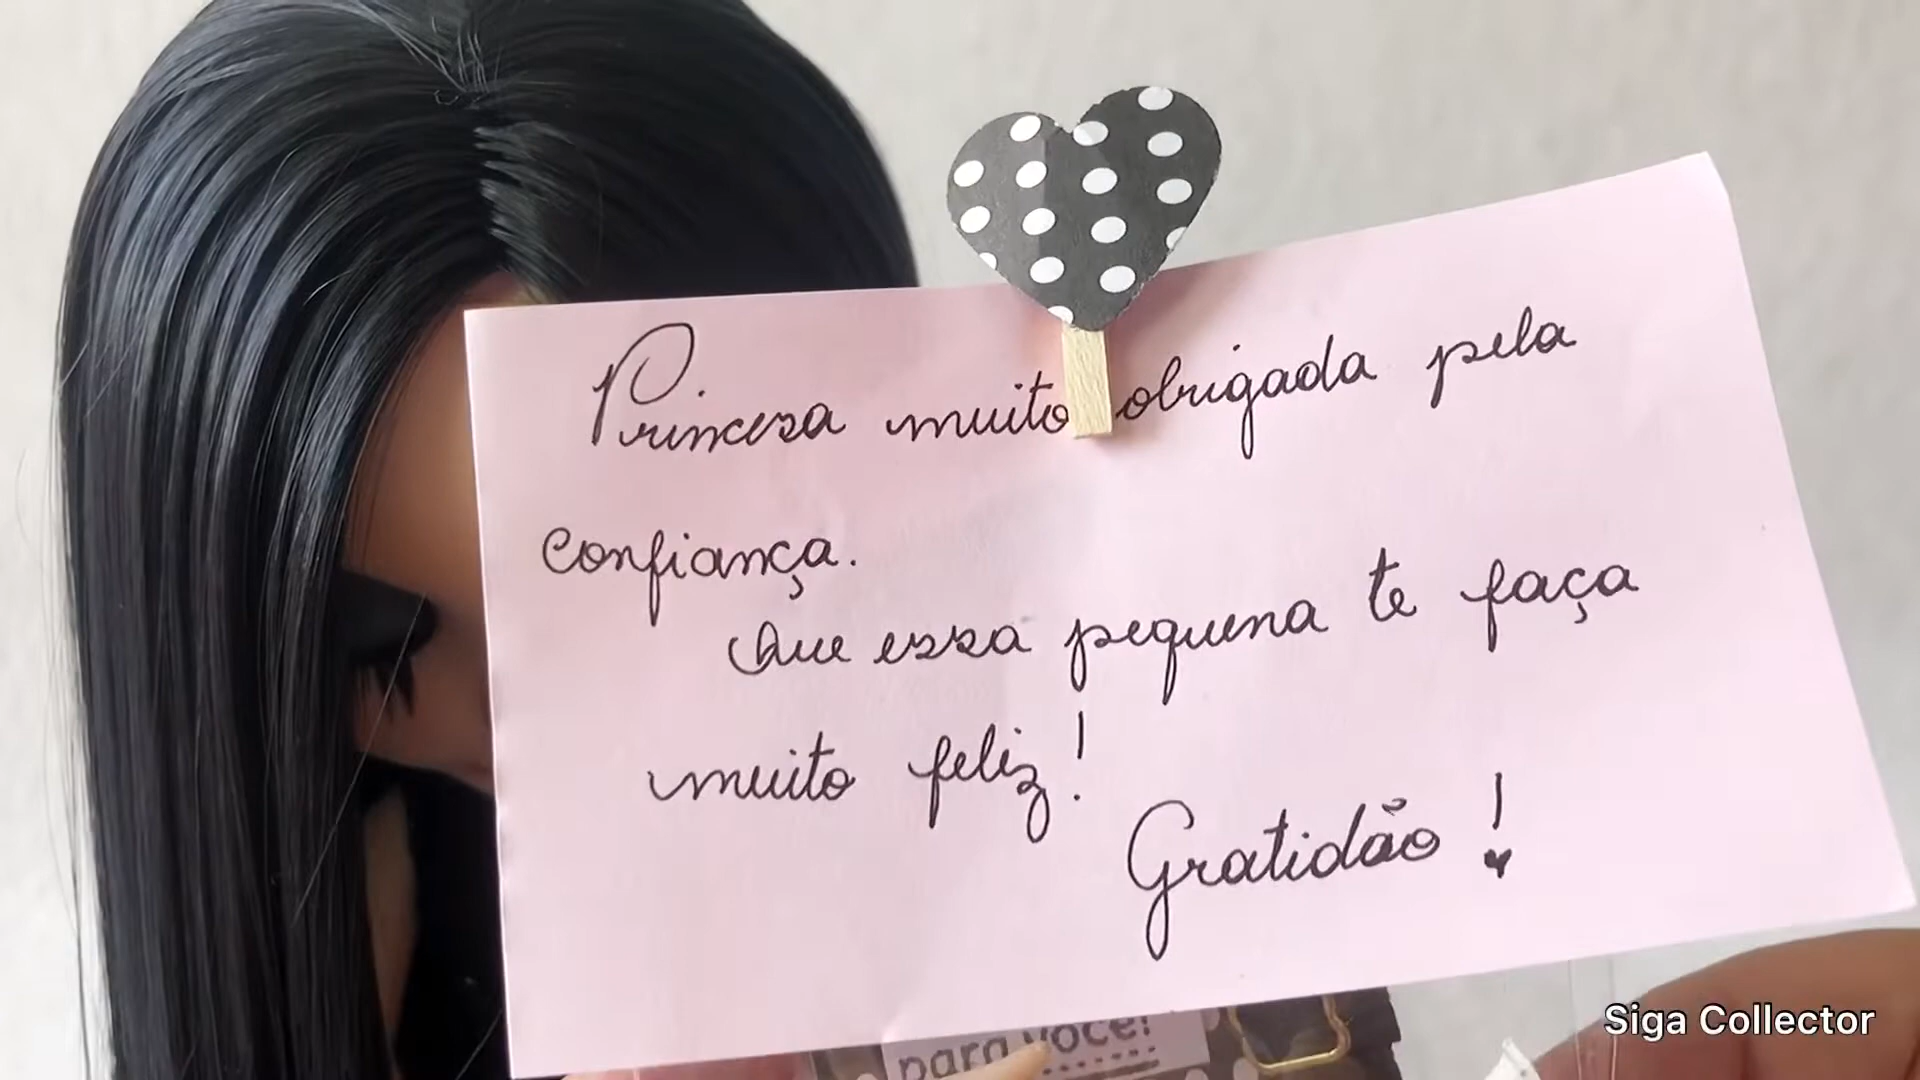 Princesa muito obrigada pela
confiança.
Que essa pequena te faça
muito feliz!
Gratidão!
para você!
Siga Collector